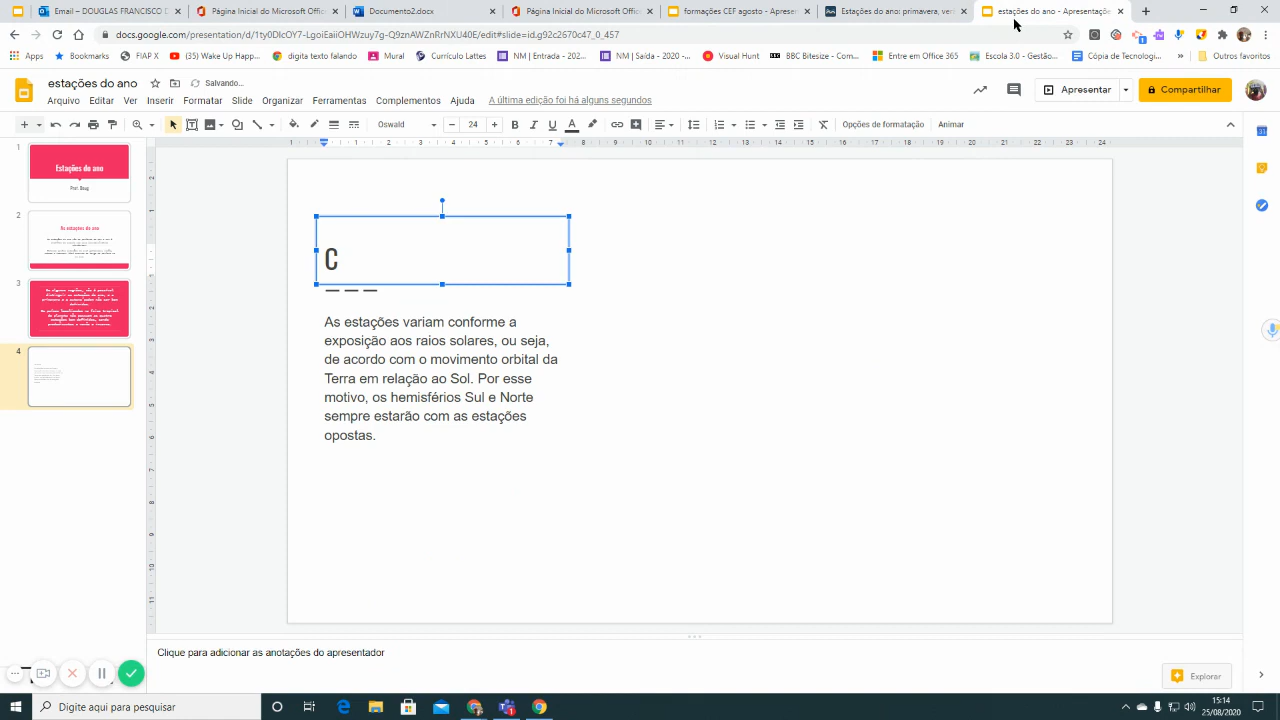 Email – DOUGLAS FRANCISCO D
Página Inicial do Microsoft Office
Documento2.docx
Página Inicial do Microsoft Office
formações CEF agosto - Apresent
Estações do ano: primavera, ver
estações do ano - Apresentaçõe
docs.google.com/presentation/d/
/edit#slide=id.g92c2670c47_0_457
Apps
Bookmarks
FIAP X
(35) Wake Up Happ...
digita texto falando
Mural
Currículo Lattes
NM | Entrada - 202...
NM | Saída - 2020 -...
Visual Hunt
BBC Bitesize - Com...
Entre em Office 365
Escola 3.0 - Gestão...
Cópia de Tecnologi...
Outros favoritos
estações do ano
Salvando...
Arquivo Editar Ver Inserir Formatar Slide Organizar Ferramentas Complementos Ajuda
A última edição foi há alguns segundos
Apresentar
Compartilhar
Oswald
24
Opções de formatação
Animar
1
Estações do ano
Prof. Doug
2
As estações do ano
3
4
C
As estações variam conforme a
exposição aos raios solares, ou seja,
de acordo com o movimento orbital da
Terra em relação ao Sol. Por esse
motivo, os hemisférios Sul e Norte
sempre estarão com as estações
opostas.
Clique para adicionar as anotações do apresentador
Explorar
Digite aqui para pesquisar
15:14
25/08/2020